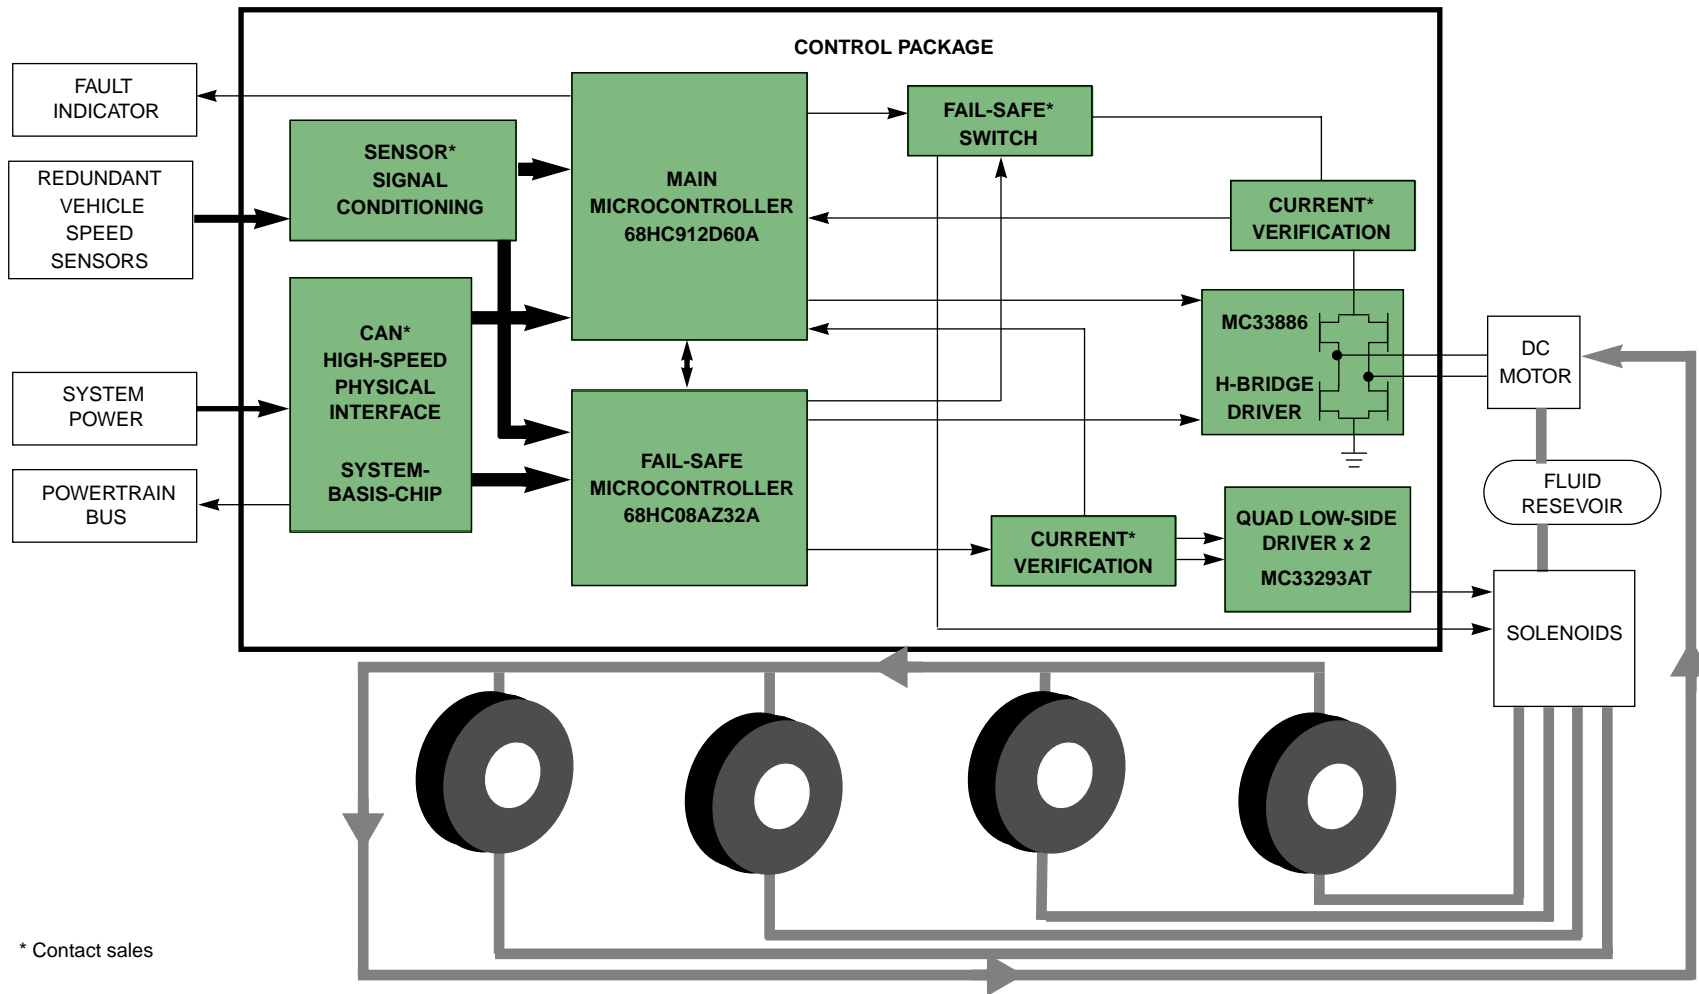 CONTROL PACKAGE
FAULT
INDICATOR
REDUNDANT
VEHICLE
SPEED
SENSORS
SYSTEM
POWER
POWERTRAIN
BUS
SENSOR*
SIGNAL
CONDITIONING
CAN*
HIGH-SPEED
PHYSICAL
INTERFACE
SYSTEM-
BASIS-CHIP
MAIN
MICROCONTROLLER
68HC912D60A
FAIL-SAFE
MICROCONTROLLER
68HC08AZ32A
FAIL-SAFE*
SWITCH
CURRENT*
VERIFICATION
MC33886
H-BRIDGE
DRIVER
CURRENT*
VERIFICATION
QUAD LOW-SIDE
DRIVER x 2
MC33293AT
DC
MOTOR
FLUID
RESEVOIR
SOLENOIDS
* Contact sales